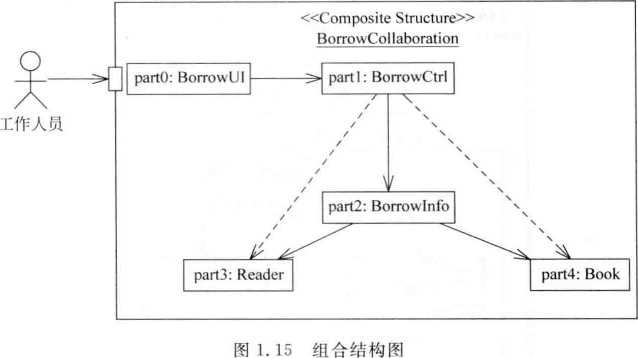 <<Composite Structure>>
BorrowCollaboration
part0: BorrowUI
part1: BorrowCtrl
工作人员
part2: BorrowInfo
part3: Reader
part4: Book
图 1.15 组合结构图